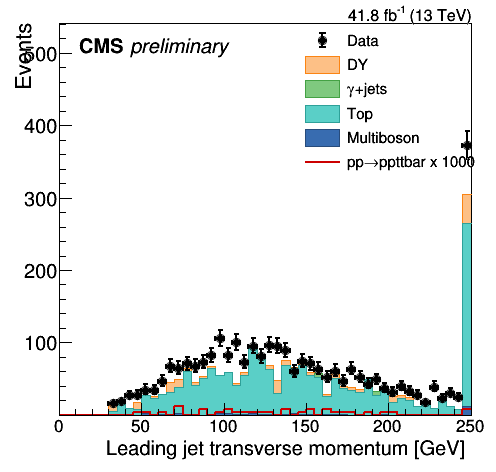 41.8 fb⁻¹ (13 TeV)
CMS preliminary
Events
Data
DY
γ+jets
Top
Multiboson
pp→ppttbar x 1000
500
400
300
200
100
0 50 100 150 200 250
Leading jet transverse momentum [GeV]